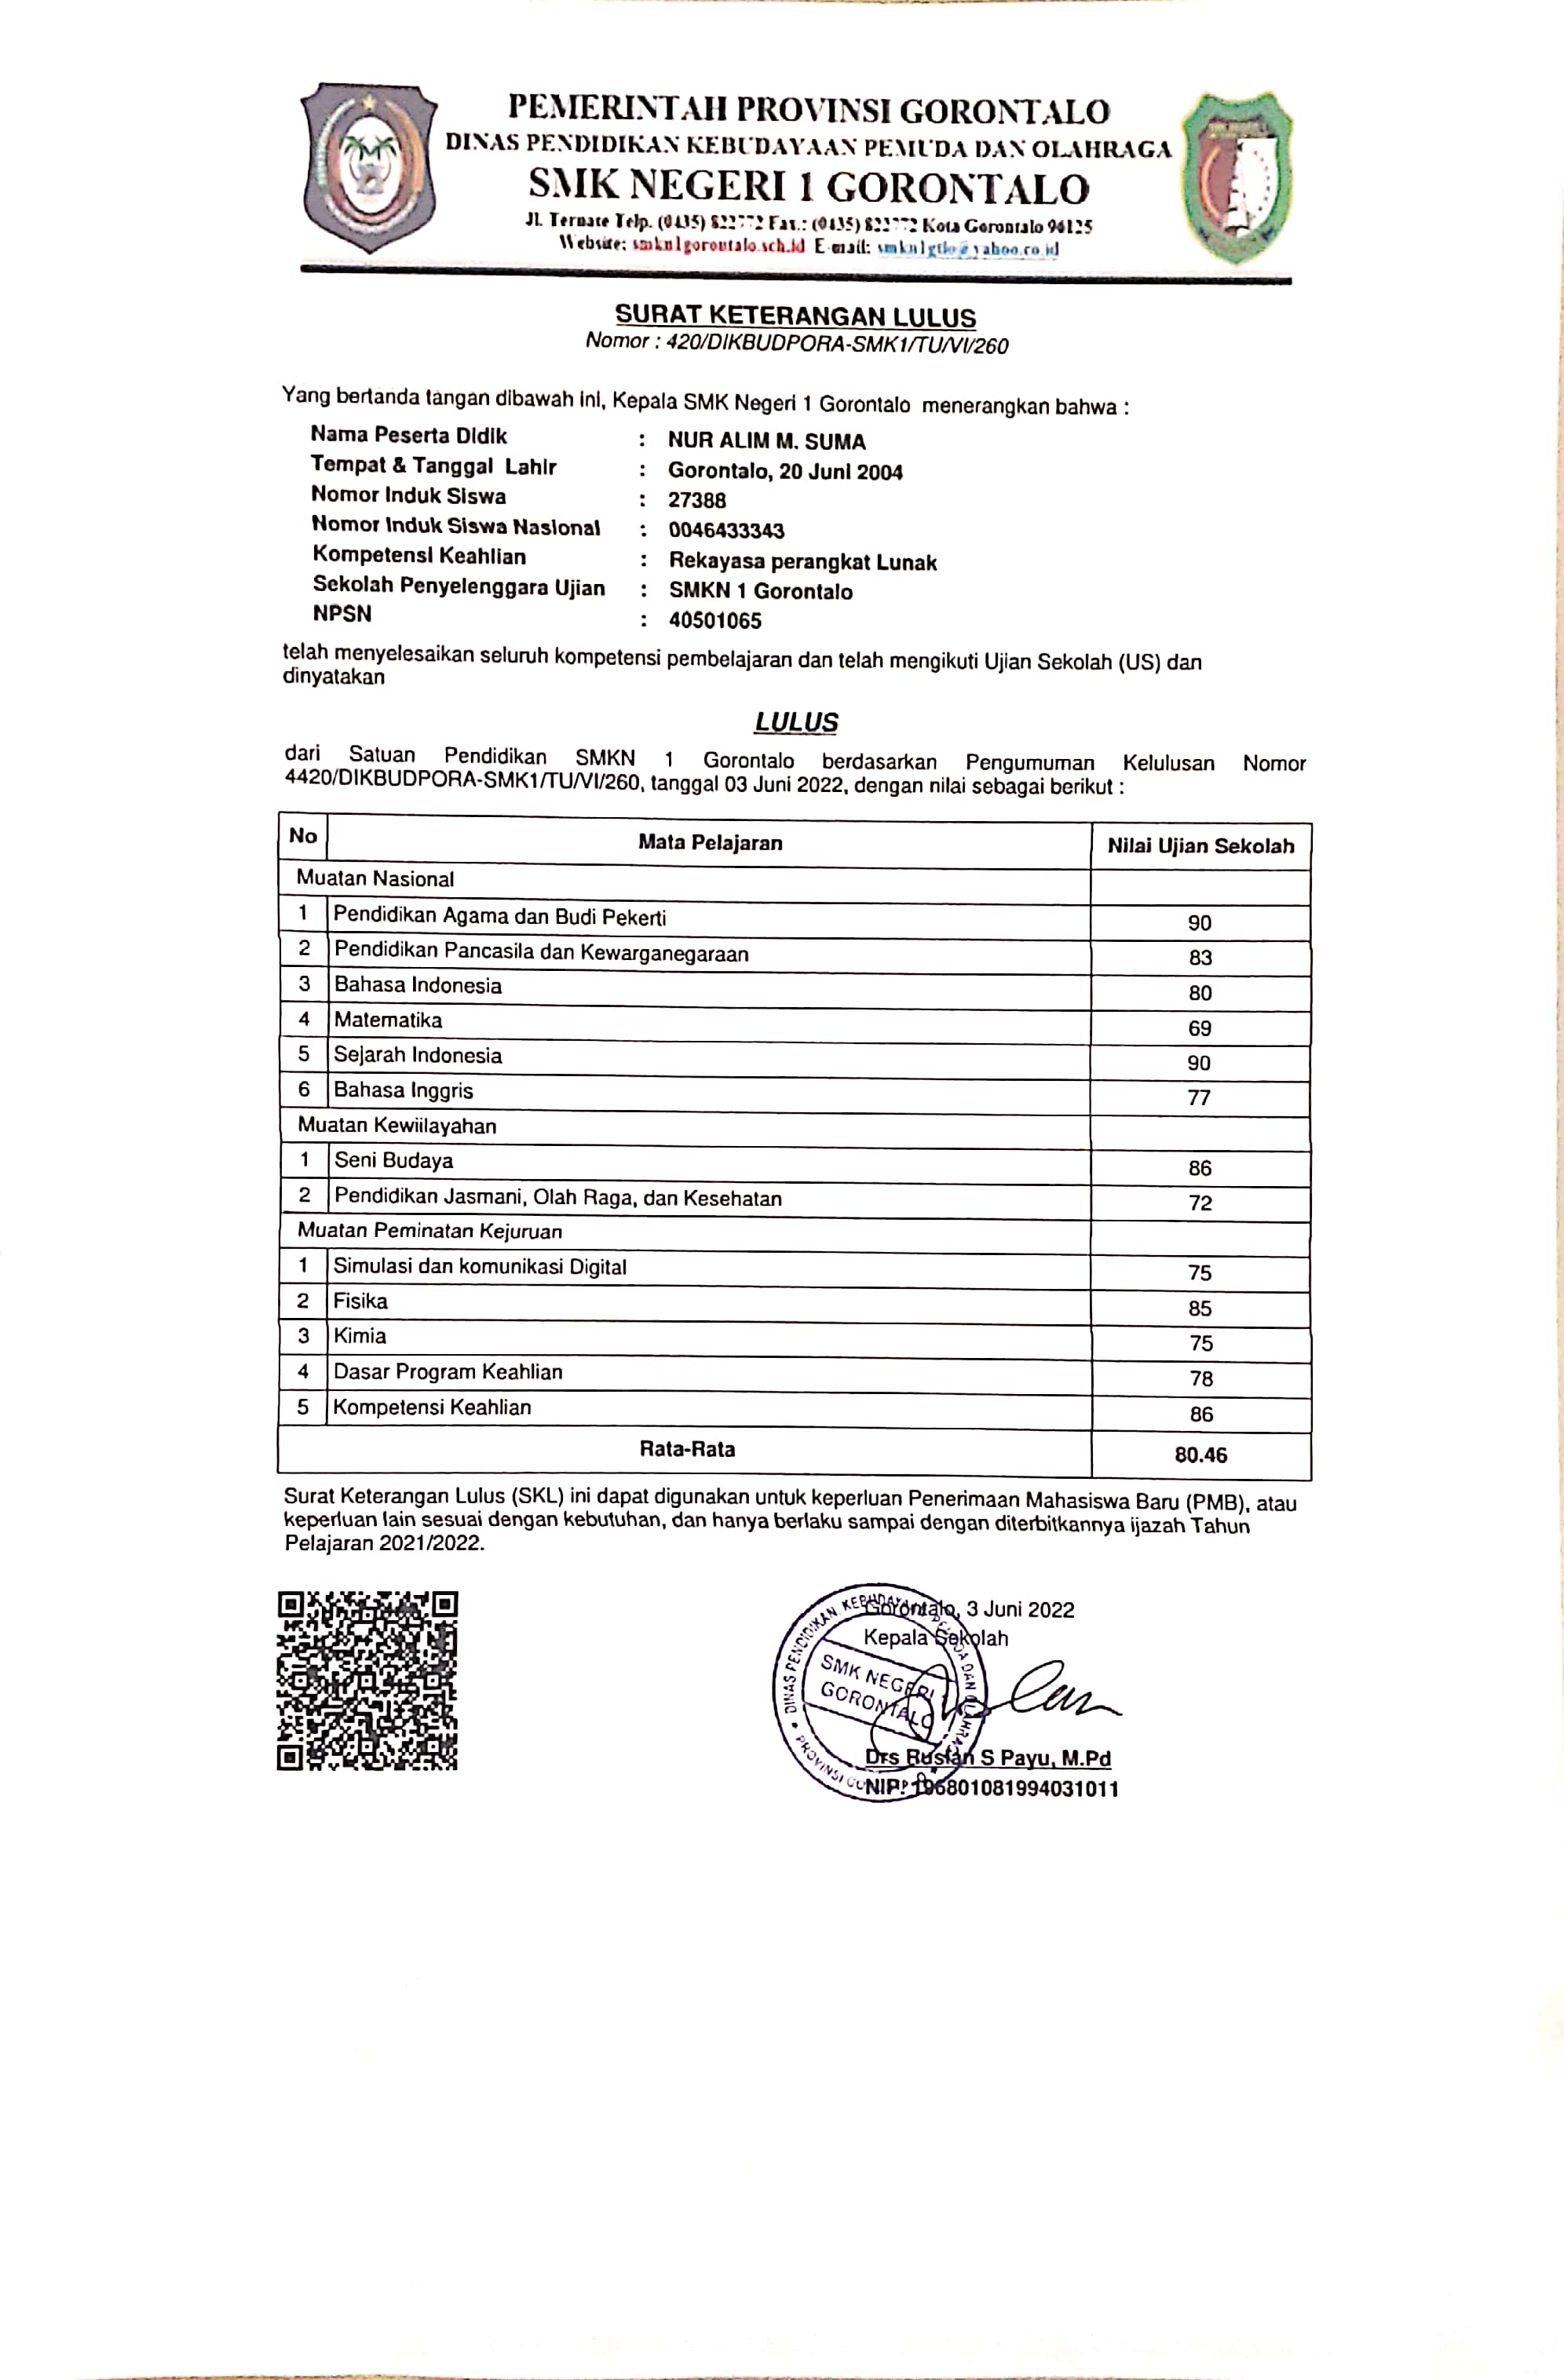 PEMERINTAH PROVINSI GORONTALO
DINAS PENDIDIKAN KEBUDAYAAN PEMUDA DAN OLAHRAGA
SMK NEGERI 1 GORONTALO
Jl. Ternate Telp. (0435) 822772 Fax.: (0435) 822772 Kota Gorontalo 96125
Website: smkn1gorontalo.sch.id E-mail: smkn1gtlo@yahoo.co.id
SURAT KETERANGAN LULUS
Nomor : 420/DIKBUDPORA-SMK1/TU/VI/260
Yang bertanda tangan dibawah ini, Kepala SMK Negeri 1 Gorontalo menerangkan bahwa :
Nama Peserta Didik : NUR ALIM M. SUMA
Tempat & Tanggal Lahir : Gorontalo, 20 Juni 2004
Nomor Induk Siswa : 27388
Nomor Induk Siswa Nasional : 0046433343
Kompetensi Keahlian : Rekayasa perangkat Lunak
Sekolah Penyelenggara Ujian : SMKN 1 Gorontalo
NPSN : 40501065
telah menyelesaikan seluruh kompetensi pembelajaran dan telah mengikuti Ujian Sekolah (US) dan
dinyatakan
LULUS
dari Satuan Pendidikan SMKN 1 Gorontalo berdasarkan Pengumuman Kelulusan Nomor
4420/DIKBUDPORA-SMK1/TU/VI/260, tanggal 03 Juni 2022, dengan nilai sebagai berikut :
No Mata Pelajaran Nilai Ujian Sekolah
Muatan Nasional
1 Pendidikan Agama dan Budi Pekerti 90
2 Pendidikan Pancasila dan Kewarganegaraan 83
3 Bahasa Indonesia 80
4 Matematika 69
5 Sejarah Indonesia 90
6 Bahasa Inggris 77
Muatan Kewiilayahan
1 Seni Budaya 86
2 Pendidikan Jasmani, Olah Raga, dan Kesehatan 72
Muatan Peminatan Kejuruan
1 Simulasi dan komunikasi Digital 75
2 Fisika 85
3 Kimia 75
4 Dasar Program Keahlian 78
5 Kompetensi Keahlian 86
Rata-Rata 80.46
Surat Keterangan Lulus (SKL) ini dapat digunakan untuk keperluan Penerimaan Mahasiswa Baru (PMB), atau
keperluan lain sesuai dengan kebutuhan, dan hanya berlaku sampai dengan diterbitkannya ijazah Tahun
Pelajaran 2021/2022.
Gorontalo, 3 Juni 2022
Kepala Sekolah
DINAS PENDIDIKAN KEBUDAYAAN PEMUDA DAN OLAHRAGA
SMK NEGERI
GORONTALO
PROVINSI
Drs Ruslan S Payu, M.Pd
NIP. 196801081994031011